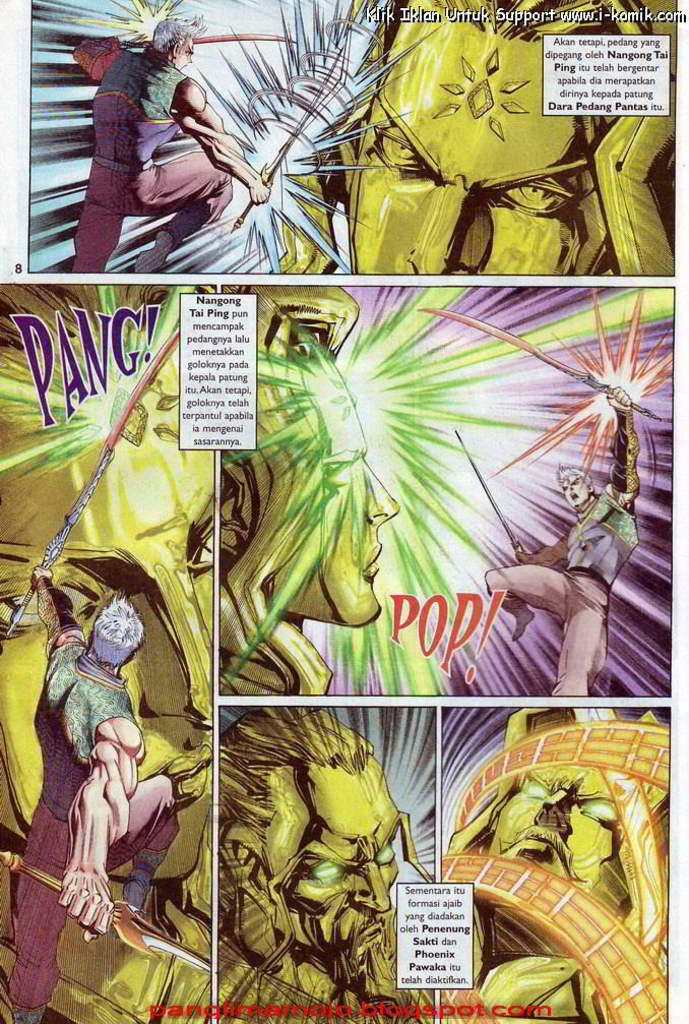 Klik Iklan Untuk Support www.i-komik.com
Akan tetapi, pedang yang
dipegang oleh Nangong Tai
Ping itu telah bergentar
apabila dia merapatkan
dirinya kepada patung
Dara Pedang Pantas itu.
8
PANG!
Nangong
Tai Ping pun
mencampak
pedangnya lalu
menetakkan
goloknya pada
kepala patung
itu. Akan tetapi,
goloknya telah
terpantul apabila
ia mengenai
sasarannya.
POP!
Sementara itu
formasi ajaib
yang diadakan
oleh Penenung
Sakti dan
Phoenix
Pawaka itu
telah diaktifkan.
panglimamojo.blogspot.com